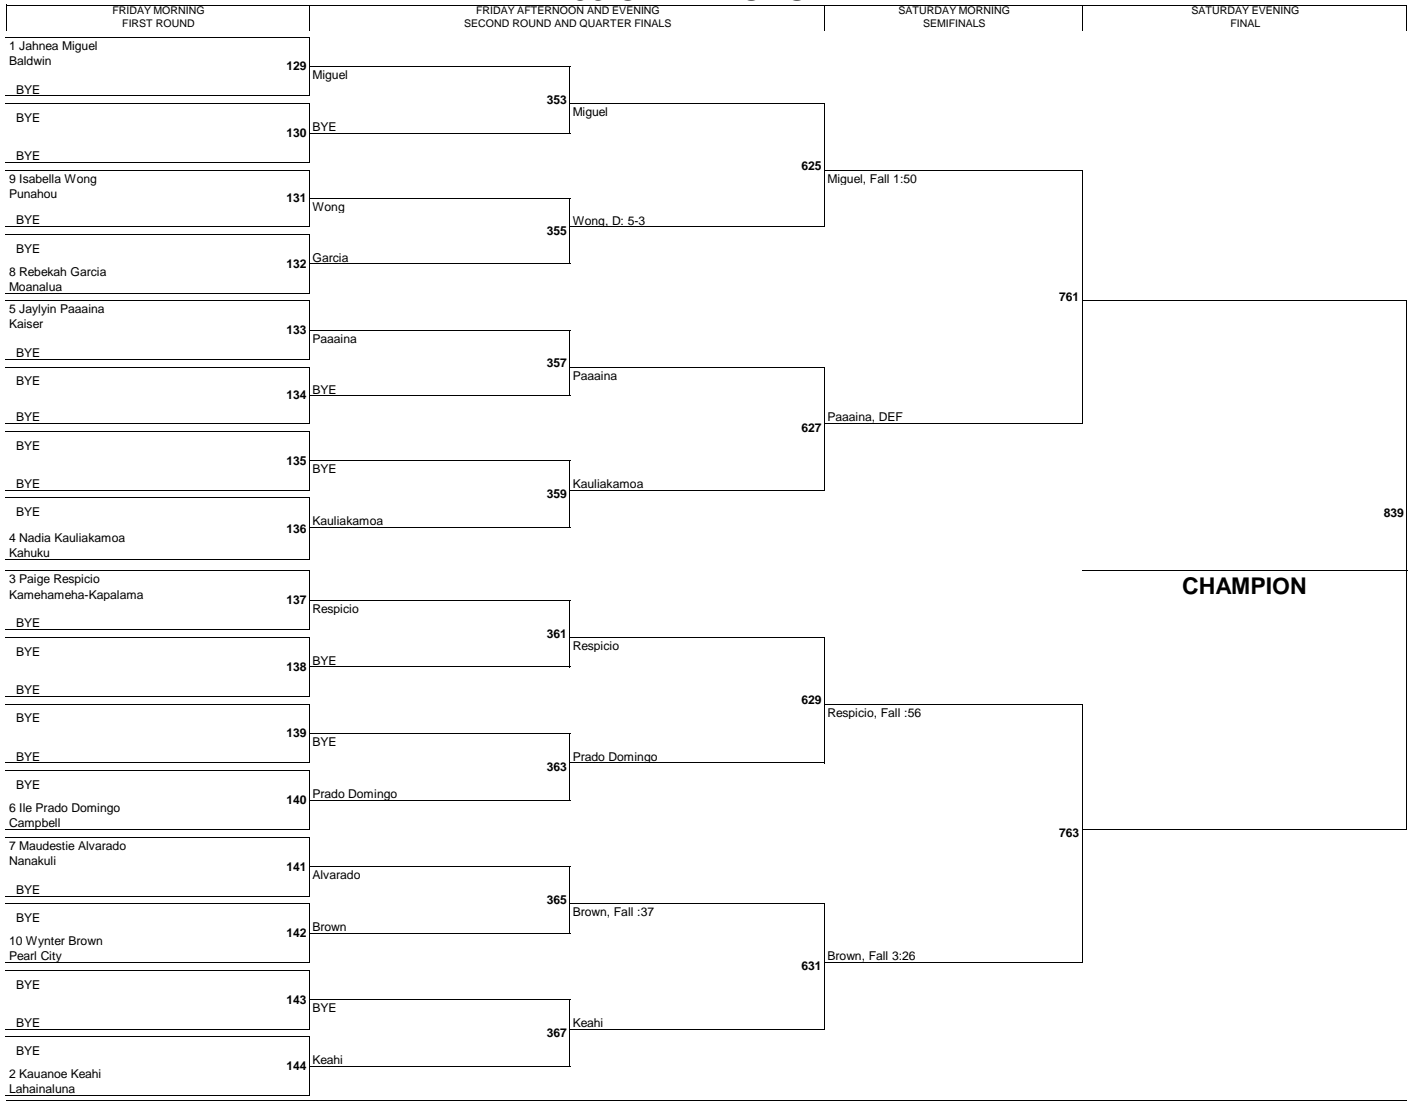 FRIDAY MORNING
FIRST ROUND
FRIDAY AFTERNOON AND EVENING
SECOND ROUND AND QUARTER FINALS
SATURDAY MORNING
SEMIFINALS
SATURDAY EVENING
FINAL
1 Jahnea Miguel
Baldwin
129
BYE
Miguel
353
BYE
130
BYE
BYE
Miguel
625
9 Isabella Wong
Punahou
131
BYE
Wong
355
BYE
132
8 Rebekah Garcia
Moanalua
Garcia
Wong, D: 5-3
Miguel, Fall 1:50
761
5 Jaylyin Paaaina
Kaiser
133
BYE
Paaaina
357
BYE
134
BYE
BYE
Paaaina
627
BYE
135
BYE
BYE
359
BYE
136
4 Nadia Kauliakamoa
Kahuku
Kauliakamoa
Kauliakamoa
Paaaina, DEF
839
CHAMPION
3 Paige Respicio
Kamehameha-Kapalama
137
BYE
Respicio
361
BYE
138
BYE
BYE
Respicio
629
BYE
139
BYE
BYE
363
BYE
140
6 Ile Prado Domingo
Campbell
Prado Domingo
Prado Domingo
Respicio, Fall :56
763
7 Maudestie Alvarado
Nanakuli
141
BYE
Alvarado
365
BYE
142
10 Wynter Brown
Pearl City
Brown
Brown, Fall :37
631
BYE
143
BYE
BYE
367
BYE
144
2 Kauanoe Keahi
Lahainaluna
Keahi
Keahi
Brown, Fall 3:26